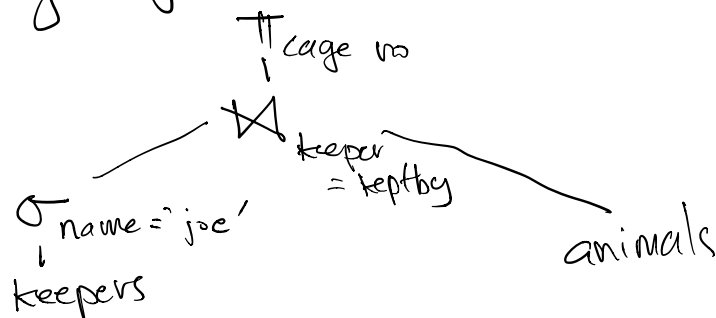 π cage no
⋈ keeper
= keptby
σ name = 'joe'
keepers
animals